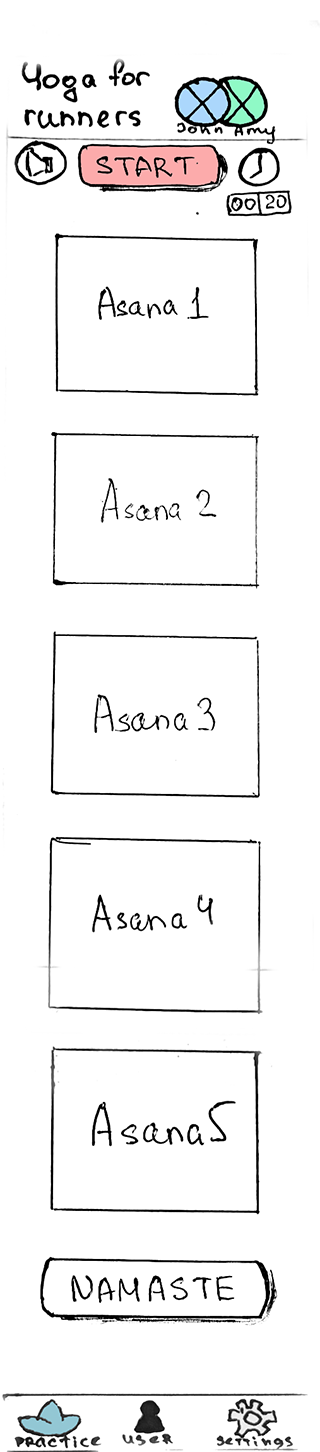 Yoga for
runners
John Amy
START
00 20
Asana 1
Asana 2
Asana 3
Asana 4
Asana 5
NAMASTE
PRACTICE USER Settings